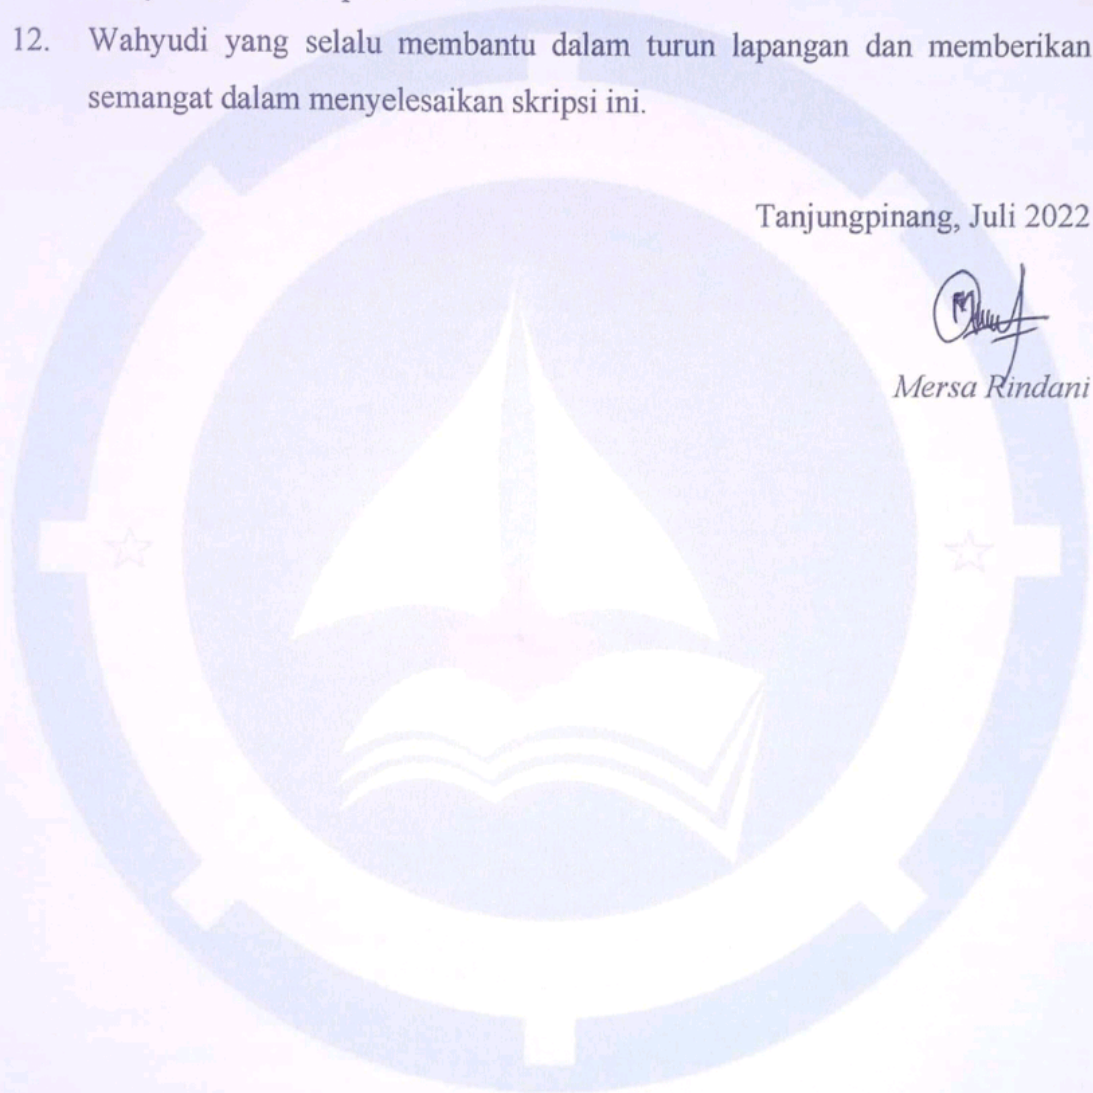 12. Wahyudi yang selalu membantu dalam turun lapangan dan memberikan
semangat dalam menyelesaikan skripsi ini.
Tanjungpinang, Juli 2022
Mersa Rindani